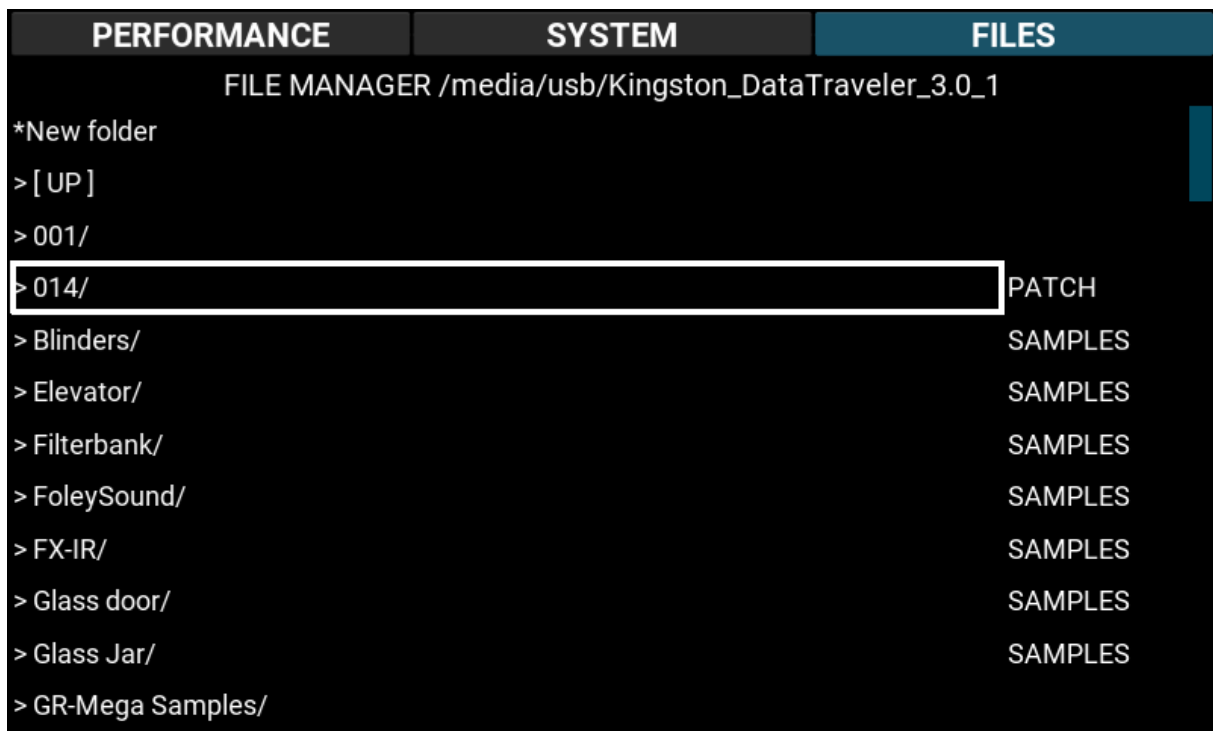 PERFORMANCE SYSTEM FILES
FILE MANAGER /media/usb/Kingston_DataTraveler_3.0_1
*New folder
> [ UP ]
> 001/
> 014/ PATCH
> Blinders/ SAMPLES
> Elevator/ SAMPLES
> Filterbank/ SAMPLES
> FoleySound/ SAMPLES
> FX-IR/ SAMPLES
> Glass door/ SAMPLES
> Glass Jar/ SAMPLES
> GR-Mega Samples/